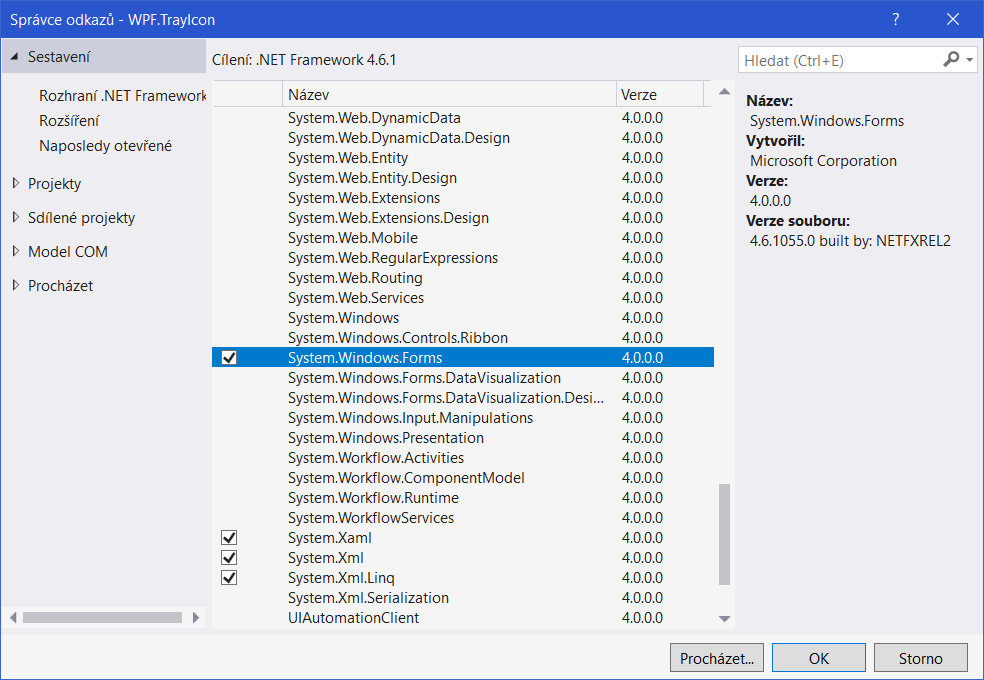 Správce odkazů - WPF.TrayIcon
?
Sestavení
Rozhraní .NET Framework
Rozšíření
Naposledy otevřené
Projekty
Sdílené projekty
Model COM
Procházet
Cílení: .NET Framework 4.6.1
Název Verze
System.Web.DynamicData 4.0.0.0
System.Web.DynamicData.Design 4.0.0.0
System.Web.Entity 4.0.0.0
System.Web.Entity.Design 4.0.0.0
System.Web.Extensions 4.0.0.0
System.Web.Extensions.Design 4.0.0.0
System.Web.Mobile 4.0.0.0
System.Web.RegularExpressions 4.0.0.0
System.Web.Routing 4.0.0.0
System.Web.Services 4.0.0.0
System.Windows 4.0.0.0
System.Windows.Controls.Ribbon 4.0.0.0
System.Windows.Forms 4.0.0.0
System.Windows.Forms.DataVisualization 4.0.0.0
System.Windows.Forms.DataVisualization.Desi... 4.0.0.0
System.Windows.Input.Manipulations 4.0.0.0
System.Windows.Presentation 4.0.0.0
System.Workflow.Activities 4.0.0.0
System.Workflow.ComponentModel 4.0.0.0
System.Workflow.Runtime 4.0.0.0
System.WorkflowServices 4.0.0.0
System.Xaml 4.0.0.0
System.Xml 4.0.0.0
System.Xml.Linq 4.0.0.0
System.Xml.Serialization 4.0.0.0
UIAutomationClient 4.0.0.0
Hledat (Ctrl+E)
Název:
System.Windows.Forms
Vytvořil:
Microsoft Corporation
Verze:
4.0.0.0
Verze souboru:
4.6.1055.0 built by: NETFXREL2
Procházet... OK Storno